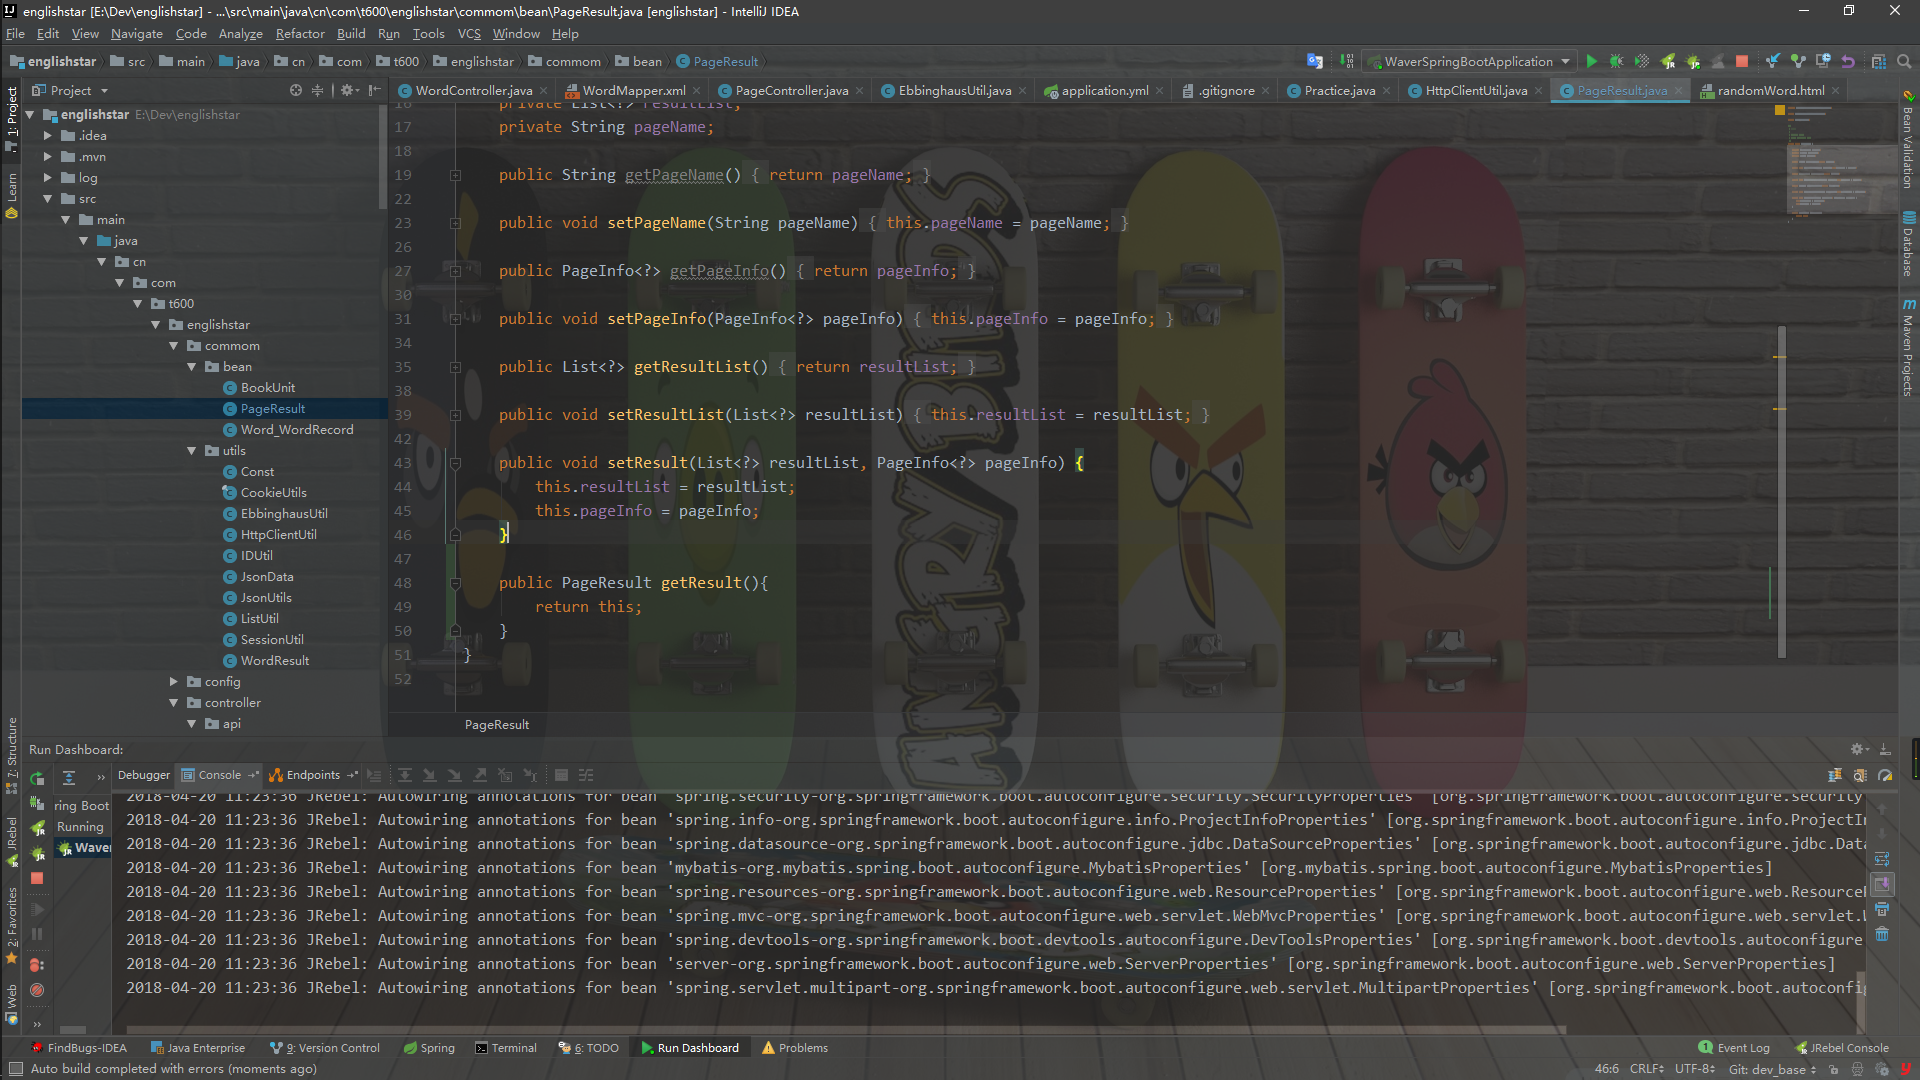 englishstar [E:\Dev\englishstar] - ...\src\main\java\cn\com\t600\englishstar\commom\bean\PageResult.java [englishstar] - IntelliJ IDEA
File Edit View Navigate Code Analyze Refactor Build Run Tools VCS Window Help
englishstar src main java cn com t600 englishstar commom bean PageResult WaverSpringBootApplication
Project WordController.java WordMapper.xml PageController.java EbbinghausUtil.java application.yml .gitignore Practice.java HttpClientUtil.java PageResult.java randomWord.html
1: Project
Learn
7: Structure
JRebel
2: Favorites
Web
englishstar E:\Dev\englishstar
.idea
.mvn
log
src
main
java
cn
com
t600
englishstar
commom
bean
BookUnit
PageResult
Word_WordRecord
utils
Const
CookieUtils
EbbinghausUtil
HttpClientUtil
IDUtil
JsonData
JsonUtils
ListUtil
SessionUtil
WordResult
config
controller
api
16 private List<?> resultList;
17 private String pageName;
18
19 public String getPageName() { return pageName; }
22
23 public void setPageName(String pageName) { this.pageName = pageName; }
26
27 public PageInfo<?> getPageInfo() { return pageInfo; }
30
31 public void setPageInfo(PageInfo<?> pageInfo) { this.pageInfo = pageInfo; }
34
35 public List<?> getResultList() { return resultList; }
38
39 public void setResultList(List<?> resultList) { this.resultList = resultList; }
42
43 public void setResult(List<?> resultList, PageInfo<?> pageInfo) {
44 this.resultList = resultList;
45 this.pageInfo = pageInfo;
46 }
47
48 public PageResult getResult(){
49 return this;
50 }
51 }
52
PageResult
ANGRY BIRDS
Bean Validation
Database
Maven Projects
Run Dashboard:
Debugger Console Endpoints
ring Boot
Running
Waver
2018-04-20 11:23:36 JRebel: Autowiring annotations for bean 'spring.security-org.springframework.boot.autoconfigure.security.SecurityProperties' [org.springframework.boot.autoconfigure.security
2018-04-20 11:23:36 JRebel: Autowiring annotations for bean 'spring.info-org.springframework.boot.autoconfigure.info.ProjectInfoProperties' [org.springframework.boot.autoconfigure.info.ProjectIn
2018-04-20 11:23:36 JRebel: Autowiring annotations for bean 'spring.datasource-org.springframework.boot.autoconfigure.jdbc.DataSourceProperties' [org.springframework.boot.autoconfigure.jdbc.Data
2018-04-20 11:23:36 JRebel: Autowiring annotations for bean 'mybatis-org.mybatis.spring.boot.autoconfigure.MybatisProperties' [org.mybatis.spring.boot.autoconfigure.MybatisProperties]
2018-04-20 11:23:36 JRebel: Autowiring annotations for bean 'spring.resources-org.springframework.boot.autoconfigure.web.ResourceProperties' [org.springframework.boot.autoconfigure.web.Resource
2018-04-20 11:23:36 JRebel: Autowiring annotations for bean 'spring.mvc-org.springframework.boot.autoconfigure.web.servlet.WebMvcProperties' [org.springframework.boot.autoconfigure.web.servlet.W
2018-04-20 11:23:36 JRebel: Autowiring annotations for bean 'spring.devtools-org.springframework.boot.devtools.autoconfigure.DevToolsProperties' [org.springframework.boot.devtools.autoconfigure.
2018-04-20 11:23:36 JRebel: Autowiring annotations for bean 'server-org.springframework.boot.autoconfigure.web.ServerProperties' [org.springframework.boot.autoconfigure.web.ServerProperties]
2018-04-20 11:23:36 JRebel: Autowiring annotations for bean 'spring.servlet.multipart-org.springframework.boot.autoconfigure.web.servlet.MultipartProperties' [org.springframework.boot.autoconfig
FindBugs-IDEA Java Enterprise 9: Version Control Spring Terminal 6: TODO Run Dashboard Problems 1 Event Log JRebel Console
Auto build completed with errors (moments ago) 46:6 CRLF UTF-8 Git: dev_base